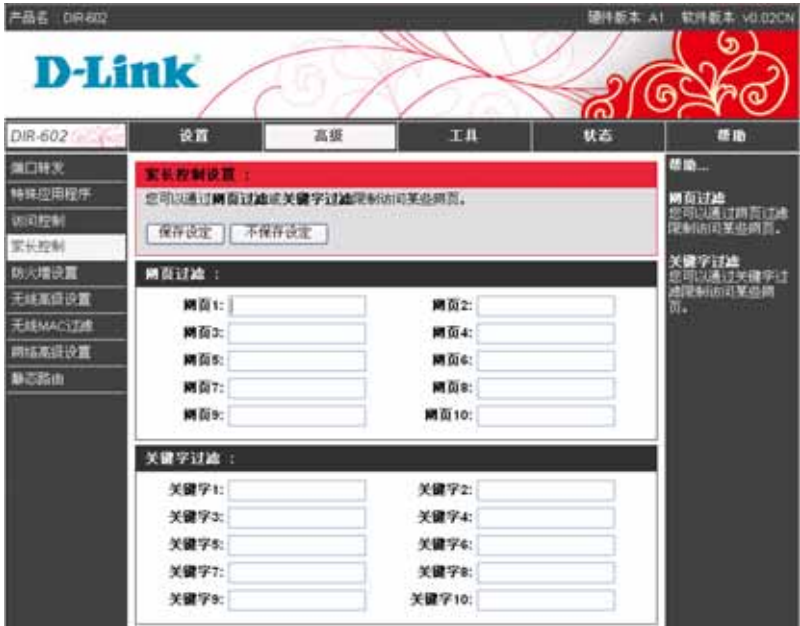 产品名 : DIR-602 硬件版本 A1 软件版本 v0.02CN
D-Link
DIR-602 设置 高级 工具 状态 帮助
端口转发
特殊应用程序
访问控制
家长控制
防火墙设置
无线高级设置
无线MAC过滤
网络高级设置
静态路由
家长控制设置 :
您可以通过网页过滤或关键字过滤限制访问某些网页。
保存设定 不保存设定
网页过滤 :
网页1: 网页2:
网页3: 网页4:
网页5: 网页6:
网页7: 网页8:
网页9: 网页10:
关键字过滤 :
关键字1: 关键字2:
关键字3: 关键字4:
关键字5: 关键字6:
关键字7: 关键字8:
关键字9: 关键字10:
帮助...
网页过滤
您可以通过网页过滤
限制访问某些网页。
关键字过滤
您可以通过关键字过
滤限制访问某些网
页。